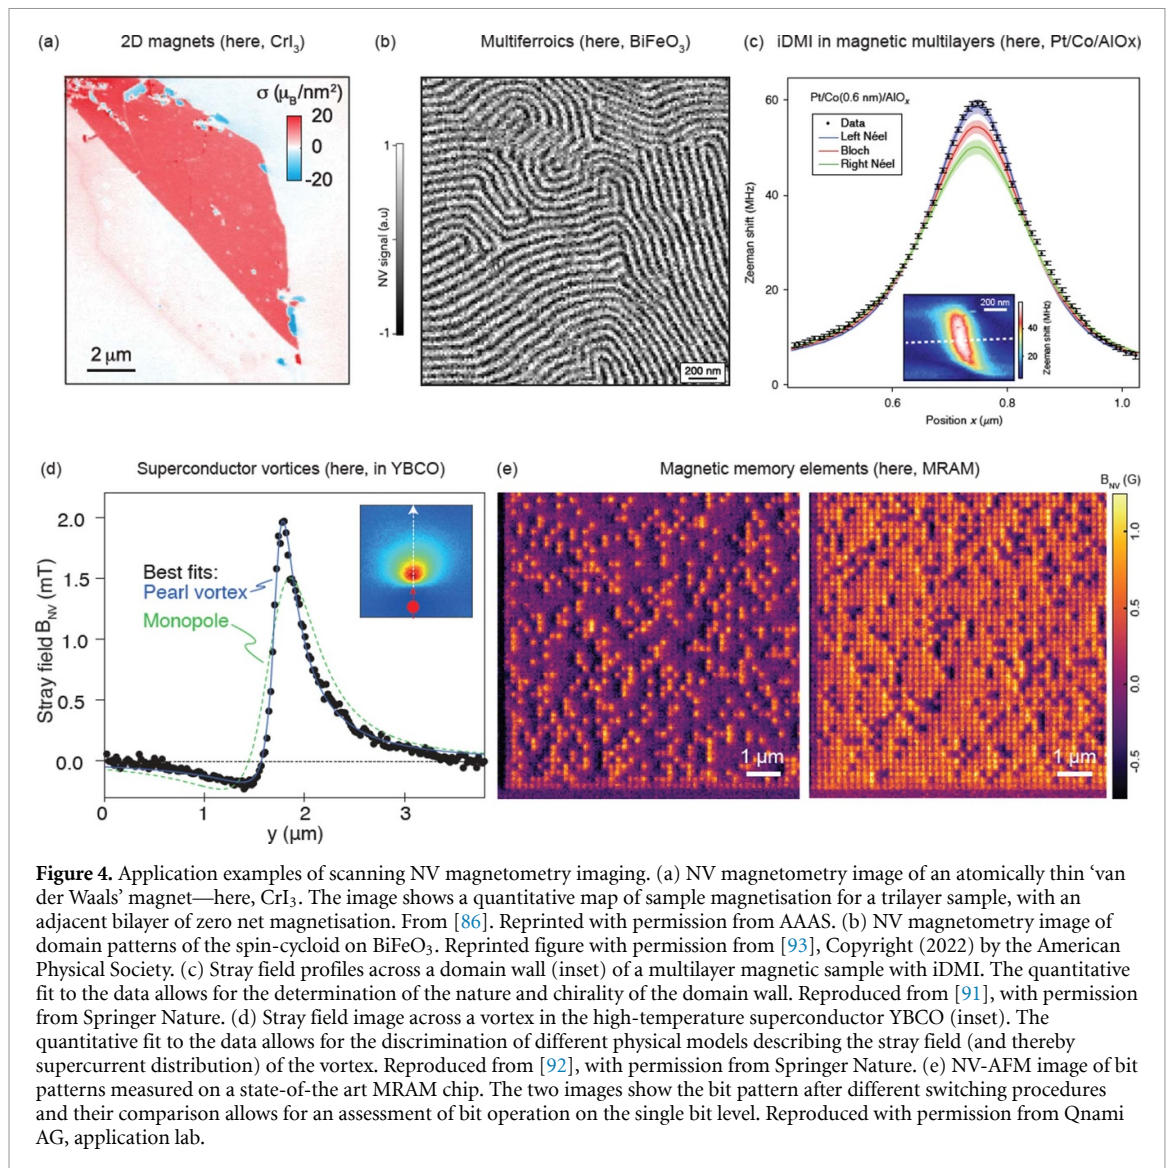 (a)
2D magnets (here, CrI3)
σ (μB/nm2)
20
0
-20
2 μm
(b)
Multiferroics (here, BiFeO3)
1
NV signal (a.u)
-1
200 nm
(c)
iDMI in magnetic multilayers (here, Pt/Co/AlOx)
Pt/Co(0.6 nm)/AlOx
Data
Left Néel
Bloch
Right Néel
60
40
20
0
Zeeman shift (MHz)
200 nm
40
20
Zeeman shift (MHz)
0.6
0.8
1.0
Position x (μm)
(d)
Superconductor vortices (here, in YBCO)
2.0
1.5
1.0
0.5
0.0
Stray field BNV (mT)
Best fits:
Pearl vortex
Monopole
0
1
2
3
y (μm)
(e)
Magnetic memory elements (here, MRAM)
1 μm
1 μm
BNV (G)
1.0
0.5
0.0
-0.5
Figure 4. Application examples of scanning NV magnetometry imaging. (a) NV magnetometry image of an atomically thin ‘van
der Waals’ magnet—here, CrI3. The image shows a quantitative map of sample magnetisation for a trilayer sample, with an
adjacent bilayer of zero net magnetisation. From [86]. Reprinted with permission from AAAS. (b) NV magnetometry image of
domain patterns of the spin-cycloid on BiFeO3. Reprinted figure with permission from [93], Copyright (2022) by the American
Physical Society. (c) Stray field profiles across a domain wall (inset) of a multilayer magnetic sample with iDMI. The quantitative
fit to the data allows for the determination of the nature and chirality of the domain wall. Reproduced from [91], with permission
from Springer Nature. (d) Stray field image across a vortex in the high-temperature superconductor YBCO (inset). The
quantitative fit to the data allows for the discrimination of different physical models describing the stray field (and thereby
supercurrent distribution) of the vortex. Reproduced from [92], with permission from Springer Nature. (e) NV-AFM image of bit
patterns measured on a state-of-the art MRAM chip. The two images show the bit pattern after different switching procedures
and their comparison allows for an assessment of bit operation on the single bit level. Reproduced with permission from Qnami
AG, application lab.